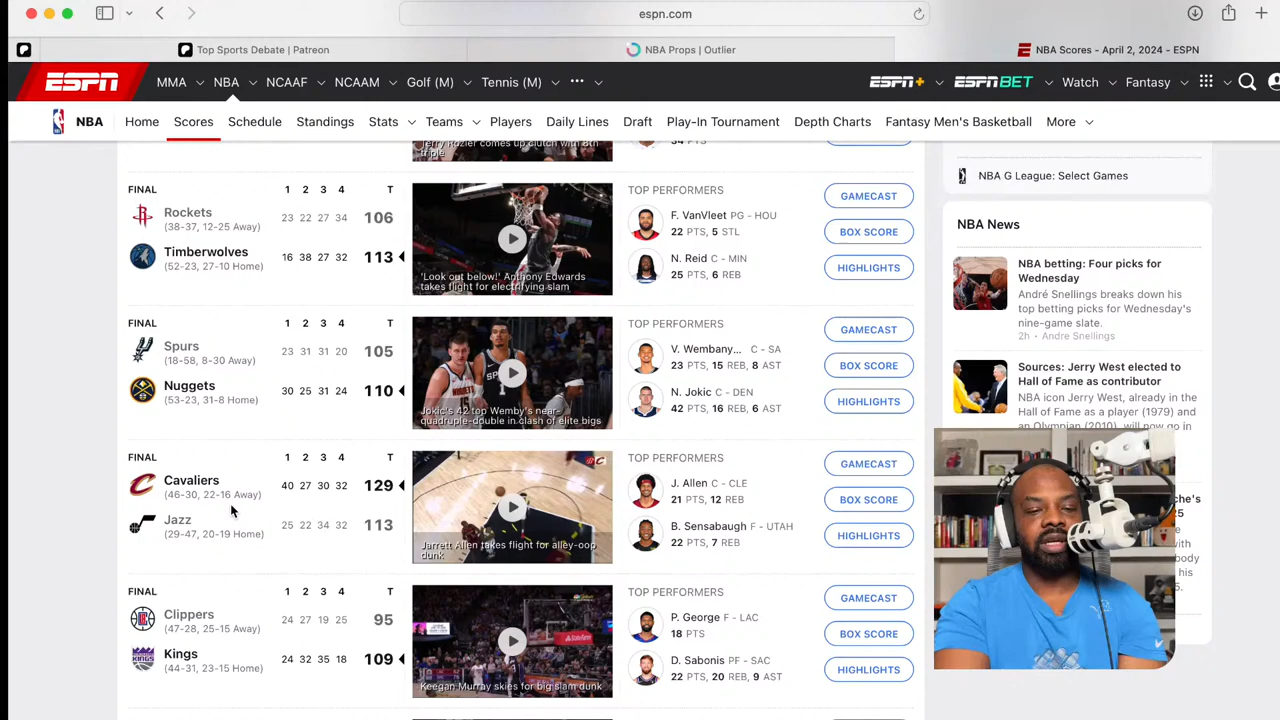 espn.com
Top Sports Debate | Patreon
NBA Props | Outlier
NBA Scores - April 2, 2024 - ESPN
ESPN
MMA NBA NCAAF NCAAM Golf (M) Tennis (M) ••• ESPN+ ESPN BET Watch Fantasy
NBA Home Scores Schedule Standings Stats Teams Players Daily Lines Draft Play-In Tournament Depth Charts Fantasy Men's Basketball More
Terry Rozier comes up clutch with 8th
triple
34 PTS
FINAL 1 2 3 4 T
Rockets 23 22 27 34 106
(38-37, 12-25 Away)
Timberwolves 16 38 27 32 113
(52-23, 27-10 Home)
'Look out below!' Anthony Edwards
takes flight for electrifying slam
TOP PERFORMERS
F. VanVleet PG - HOU
22 PTS, 5 STL
N. Reid C - MIN
25 PTS, 6 REB
GAMECAST
BOX SCORE
HIGHLIGHTS
FINAL 1 2 3 4 T
Spurs 23 31 31 20 105
(18-58, 8-30 Away)
Nuggets 30 25 31 24 110
(53-23, 31-8 Home)
Jokic's 42 top Wemby's near-
quadruple-double in clash of elite bigs
TOP PERFORMERS
V. Wembany... C - SA
23 PTS, 15 REB, 8 AST
N. Jokic C - DEN
42 PTS, 16 REB, 6 AST
GAMECAST
BOX SCORE
HIGHLIGHTS
FINAL 1 2 3 4 T
Cavaliers 40 27 30 32 129
(46-30, 22-16 Away)
Jazz 25 22 34 32 113
(29-47, 20-19 Home)
Jarrett Allen takes flight for alley-oop
dunk
TOP PERFORMERS
J. Allen C - CLE
21 PTS, 12 REB
B. Sensabaugh F - UTAH
22 PTS, 7 REB
GAMECAST
BOX SCORE
HIGHLIGHTS
FINAL 1 2 3 4 T
Clippers 24 27 19 25 95
(47-28, 25-15 Away)
Kings 24 32 35 18 109
(44-31, 23-15 Home)
Keegan Murray skies for big slam dunk
TOP PERFORMERS
P. George F - LAC
18 PTS
D. Sabonis PF - SAC
22 PTS, 20 REB, 9 AST
GAMECAST
BOX SCORE
HIGHLIGHTS
NBA G League: Select Games
NBA News
NBA betting: Four picks for
Wednesday
André Snellings breaks down his
top betting picks for Wednesday's
nine-game slate.
2h • Andre Snellings
Sources: Jerry West elected to
Hall of Fame as contributor
NBA icon Jerry West, already in the
Hall of Fame as a player (1979) and
an Olympian (2010), will now go in